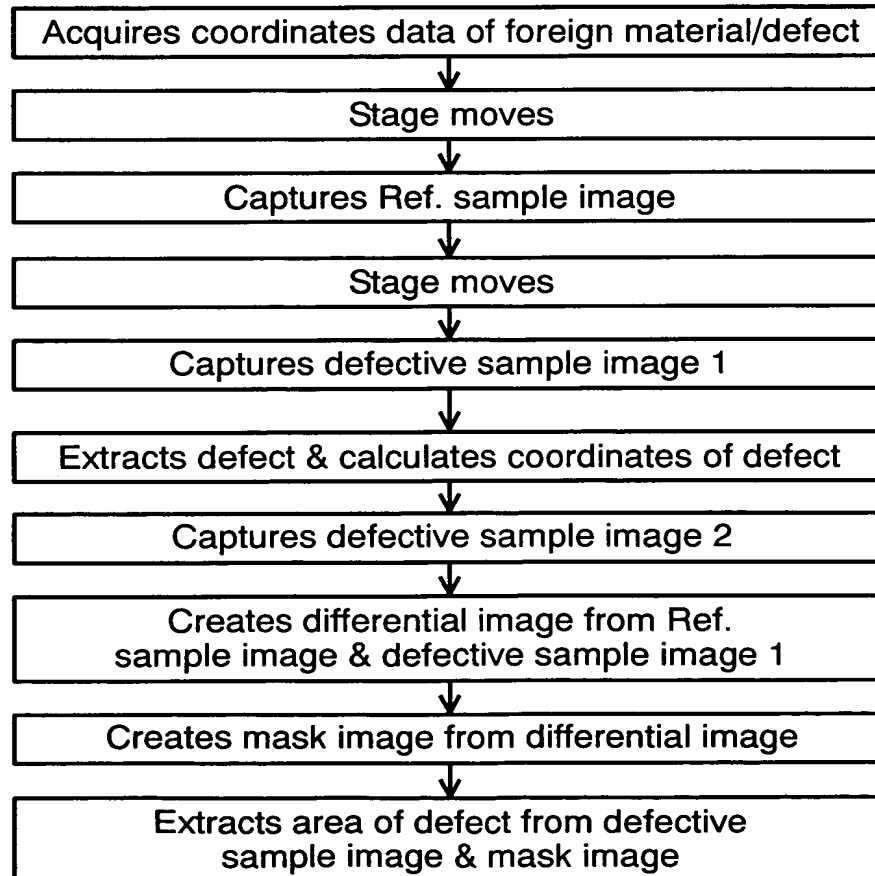 Acquires coordinates data of foreign material/defect
Stage moves
Captures Ref. sample image
Stage moves
Captures defective sample image 1
Extracts defect & calculates coordinates of defect
Captures defective sample image 2
Creates differential image from Ref.
sample image & defective sample image 1
Creates mask image from differential image
Extracts area of defect from defective
sample image & mask image